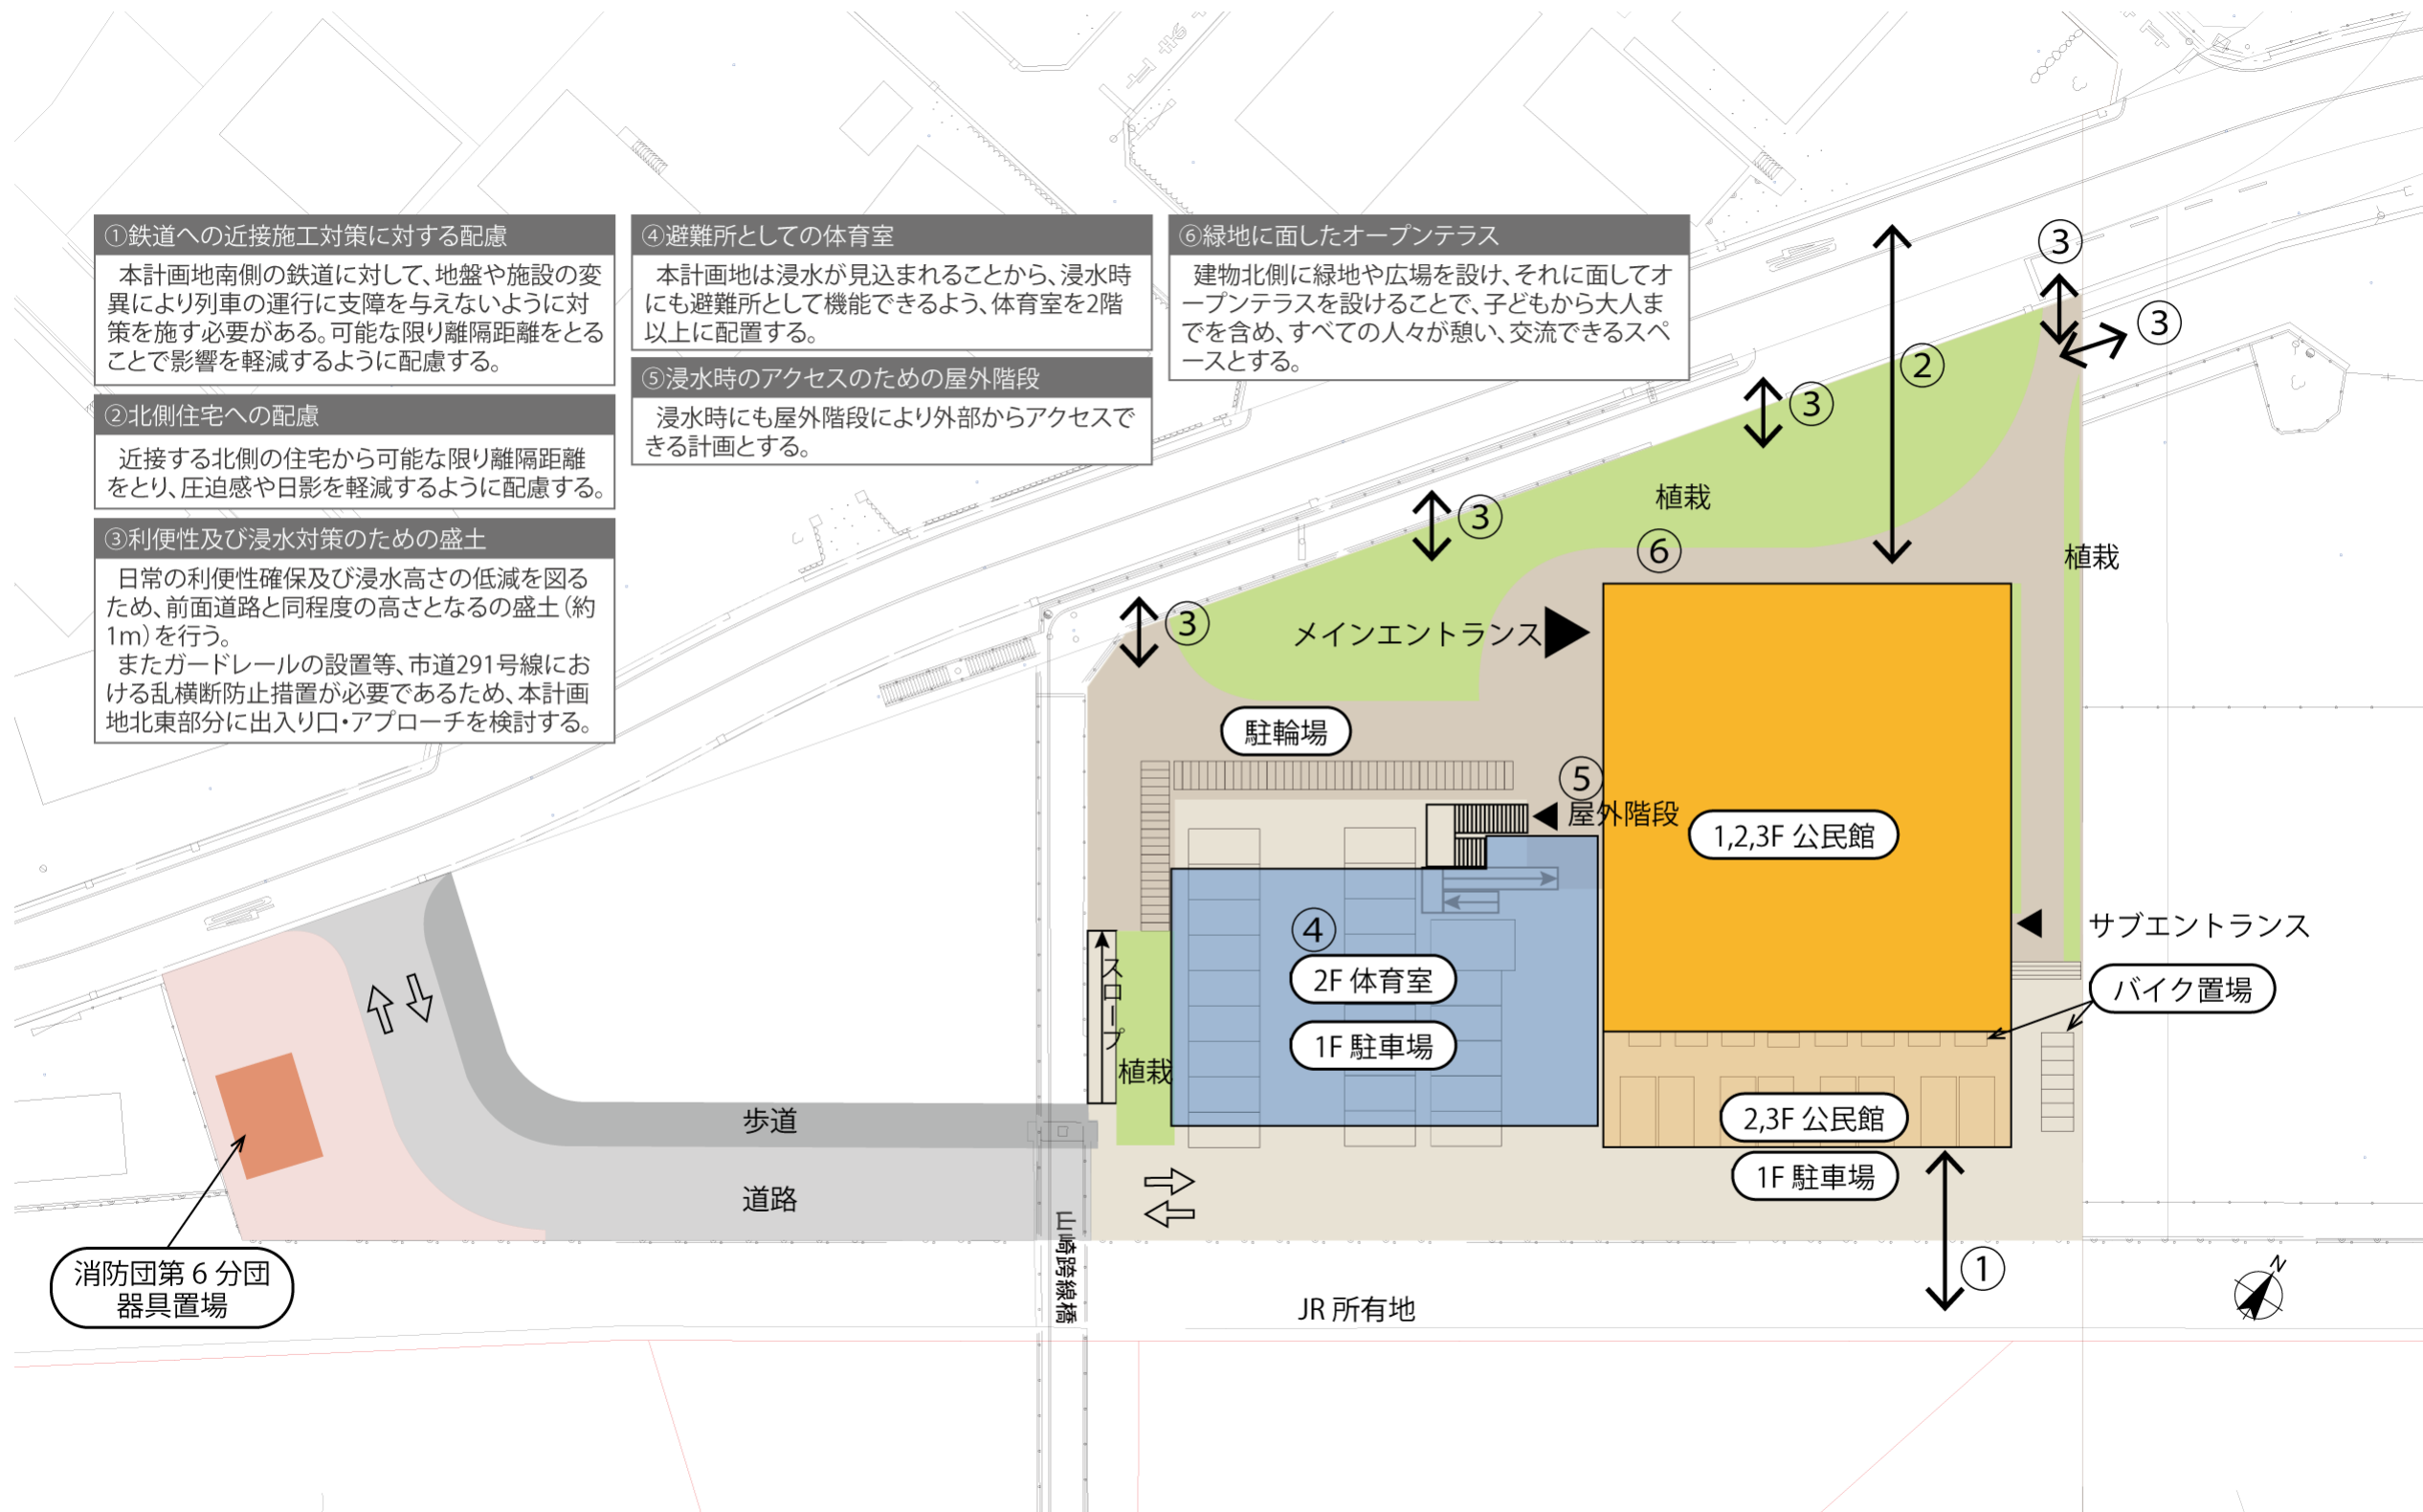 ①鉄道への近接施工対策に対する配慮
本計画地南側の鉄道に対して、地盤や施設の変
異により列車の運行に支障を与えないように対
策を施す必要がある。可能な限り離隔距離をとる
ことで影響を軽減するように配慮する。
②北側住宅への配慮
近接する北側の住宅から可能な限り離隔距離
をとり、圧迫感や日影を軽減するように配慮する。
③利便性及び浸水対策のための盛土
日常の利便性確保及び浸水高さの低減を図る
ため、前面道路と同程度の高さとなるの盛土（約
1m）を行う。
またガードレールの設置等、市道291号線にお
ける乱横断防止措置が必要であるため、本計画
地北東部分に出入り口・アプローチを検討する。
④避難所としての体育室
本計画地は浸水が見込まれることから、浸水時
にも避難所として機能できるよう、体育室を2階
以上に配置する。
⑤浸水時のアクセスのための屋外階段
浸水時にも屋外階段により外部からアクセスで
きる計画とする。
⑥緑地に面したオープンテラス
建物北側に緑地や広場を設け、それに面してオ
ープンテラスを設けることで、子どもから大人ま
でを含め、すべての人々が憩い、交流できるスペ
ースとする。
③
③
②
③
③
植栽
⑥
植栽
③
メインエントランス
駐輪場
⑤
屋外階段
1,2,3F 公民館
④
サブエントランス
スロープ
2F 体育室
バイク置場
1F 駐車場
植栽
歩道
2,3F 公民館
1F 駐車場
道路
山崎跨線橋
消防団第 6 分団
器具置場
①
JR 所有地
N